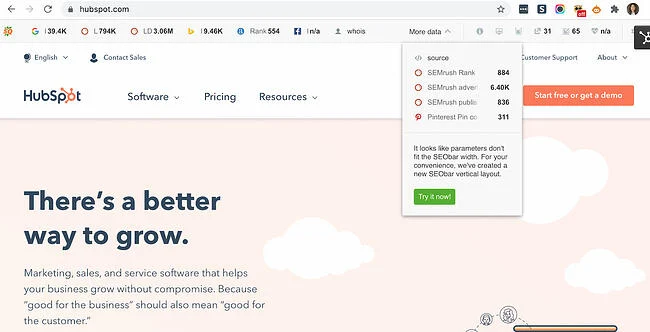 hubspot.com
off
I 39.4K L 794K LD 3.06M I 9.46K Rank 554 I n/a whois More data 31 65 n/a
English Contact Sales Customer Support About
HubSpot Software Pricing Resources Start free or get a demo
source
SEMrush Rank 884
SEMrush adver 6.40K
SEMrush publis 836
Pinterest Pin co 311
It looks like parameters don't
fit the SEObar width. For your
convenience, we've created a
new SEObar vertical layout.
Try it now!
There's a better
way to grow.
Marketing, sales, and service software that helps
your business grow without compromise. Because
"good for the business" should also mean "good for
the customer."